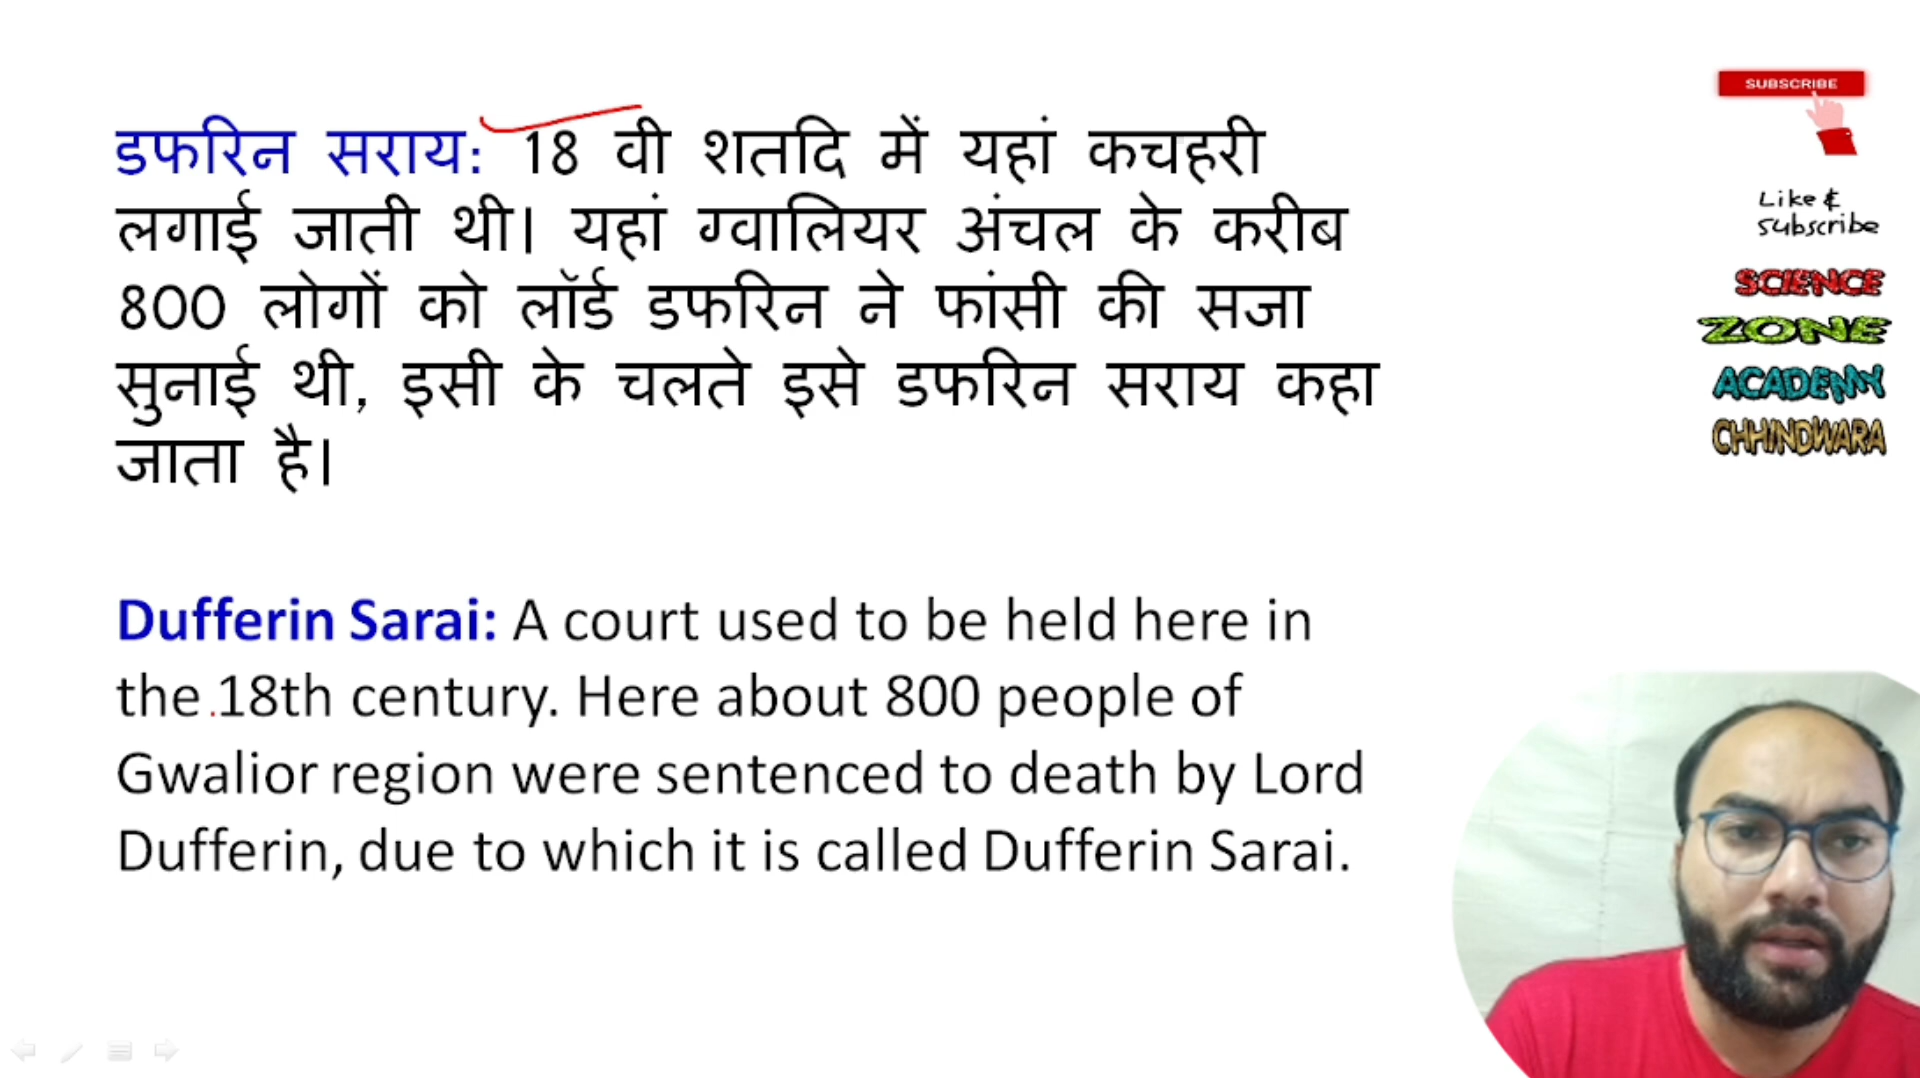 डफरिन सराय: 18 वी शतदि में यहां कचहरी
लगाई जाती थी। यहां ग्वालियर अंचल के करीब
800 लोगों को लॉर्ड डफरिन ने फांसी की सजा
सुनाई थी, इसी के चलते इसे डफरिन सराय कहा
जाता है।
Dufferin Sarai: A court used to be held here in
the 18th century. Here about 800 people of
Gwalior region were sentenced to death by Lord
Dufferin, due to which it is called Dufferin Sarai.
SUBSCRIBE
Like &
Subscribe
SCIENCE
ZONE
ACADEMY
CHHINDWARA